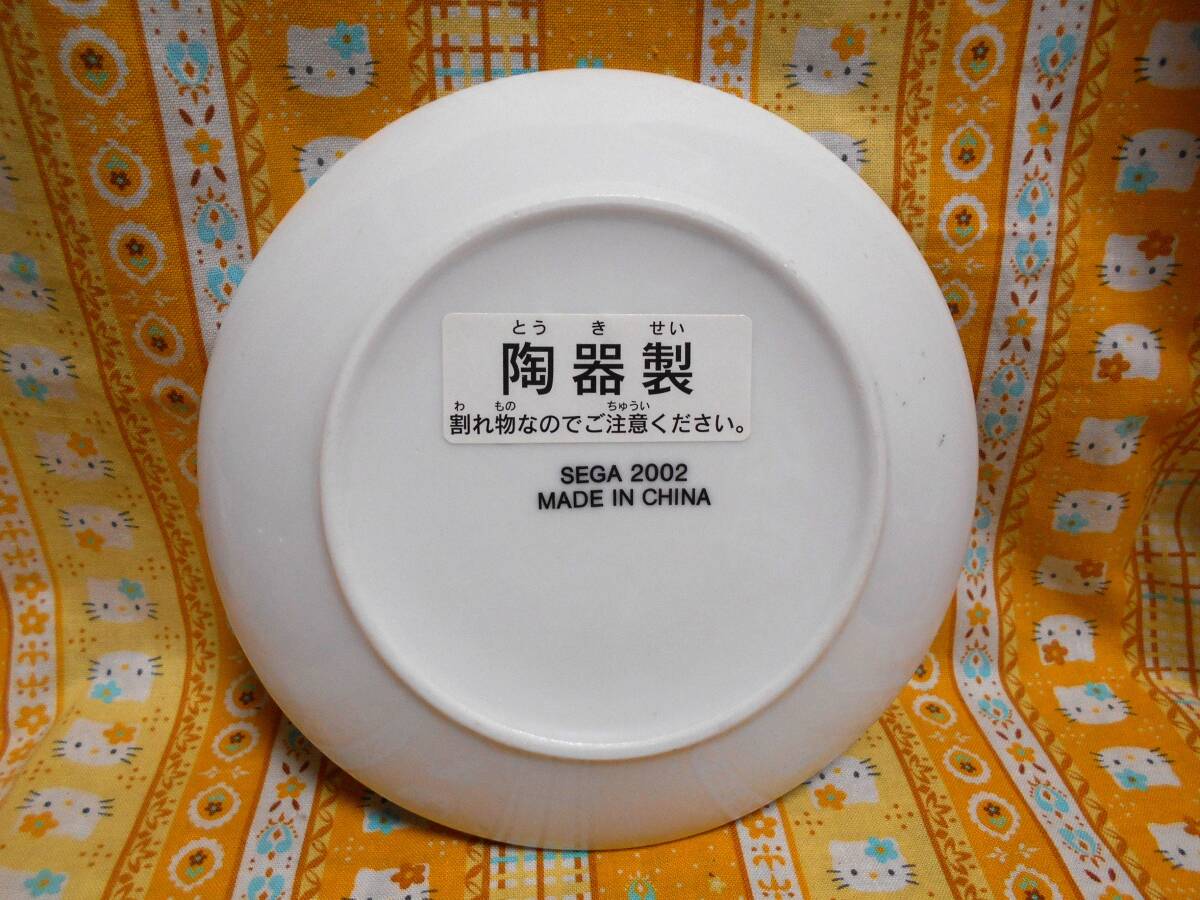 とう き せい
陶器製
わ もの ちゅうい
割れ物なのでご注意ください。
SEGA 2002
MADE IN CHINA